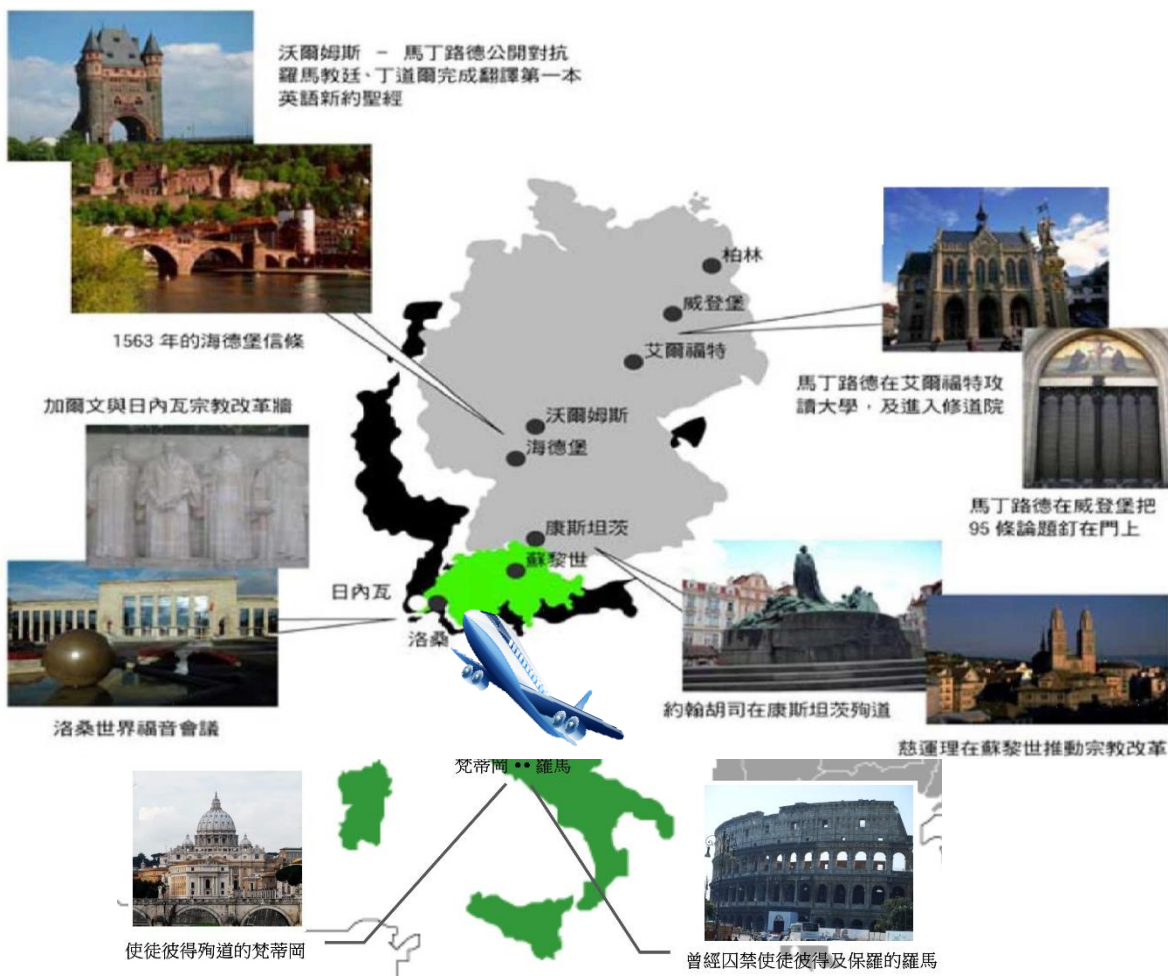 沃爾姆斯 – 馬丁路德公開對抗
羅馬教廷、丁道爾完成翻譯第一本
英語新約聖經
1563 年的海德堡信條
加爾文與日內瓦宗教改革牆
洛桑世界福音會議
柏林
威登堡
艾爾福特
沃爾姆斯
海德堡
康斯坦茨
蘇黎世
日內瓦
洛桑
馬丁路德在艾爾福特攻
讀大學，及進入修道院
馬丁路德在威登堡把
95 條論題釘在門上
約翰胡司在康斯坦茨殉道
慈運理在蘇黎世推動宗教改革
梵蒂岡 •• 羅馬
使徒彼得殉道的梵蒂岡
曾經囚禁使徒彼得及保羅的羅馬